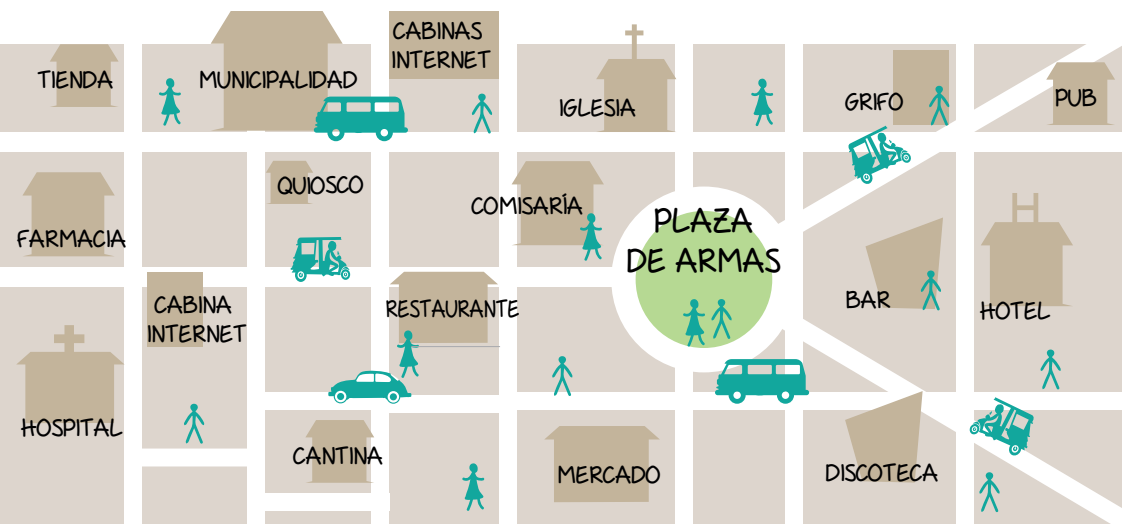 TIENDA
MUNICIPALIDAD
CABINAS
INTERNET
IGLESIA
GRIFO
PUB
FARMACIA
QUIOSCO
COMISARÍA
PLAZA
DE ARMAS
CABINA
INTERNET
RESTAURANTE
BAR
HOTEL
HOSPITAL
CANTINA
MERCADO
DISCOTECA